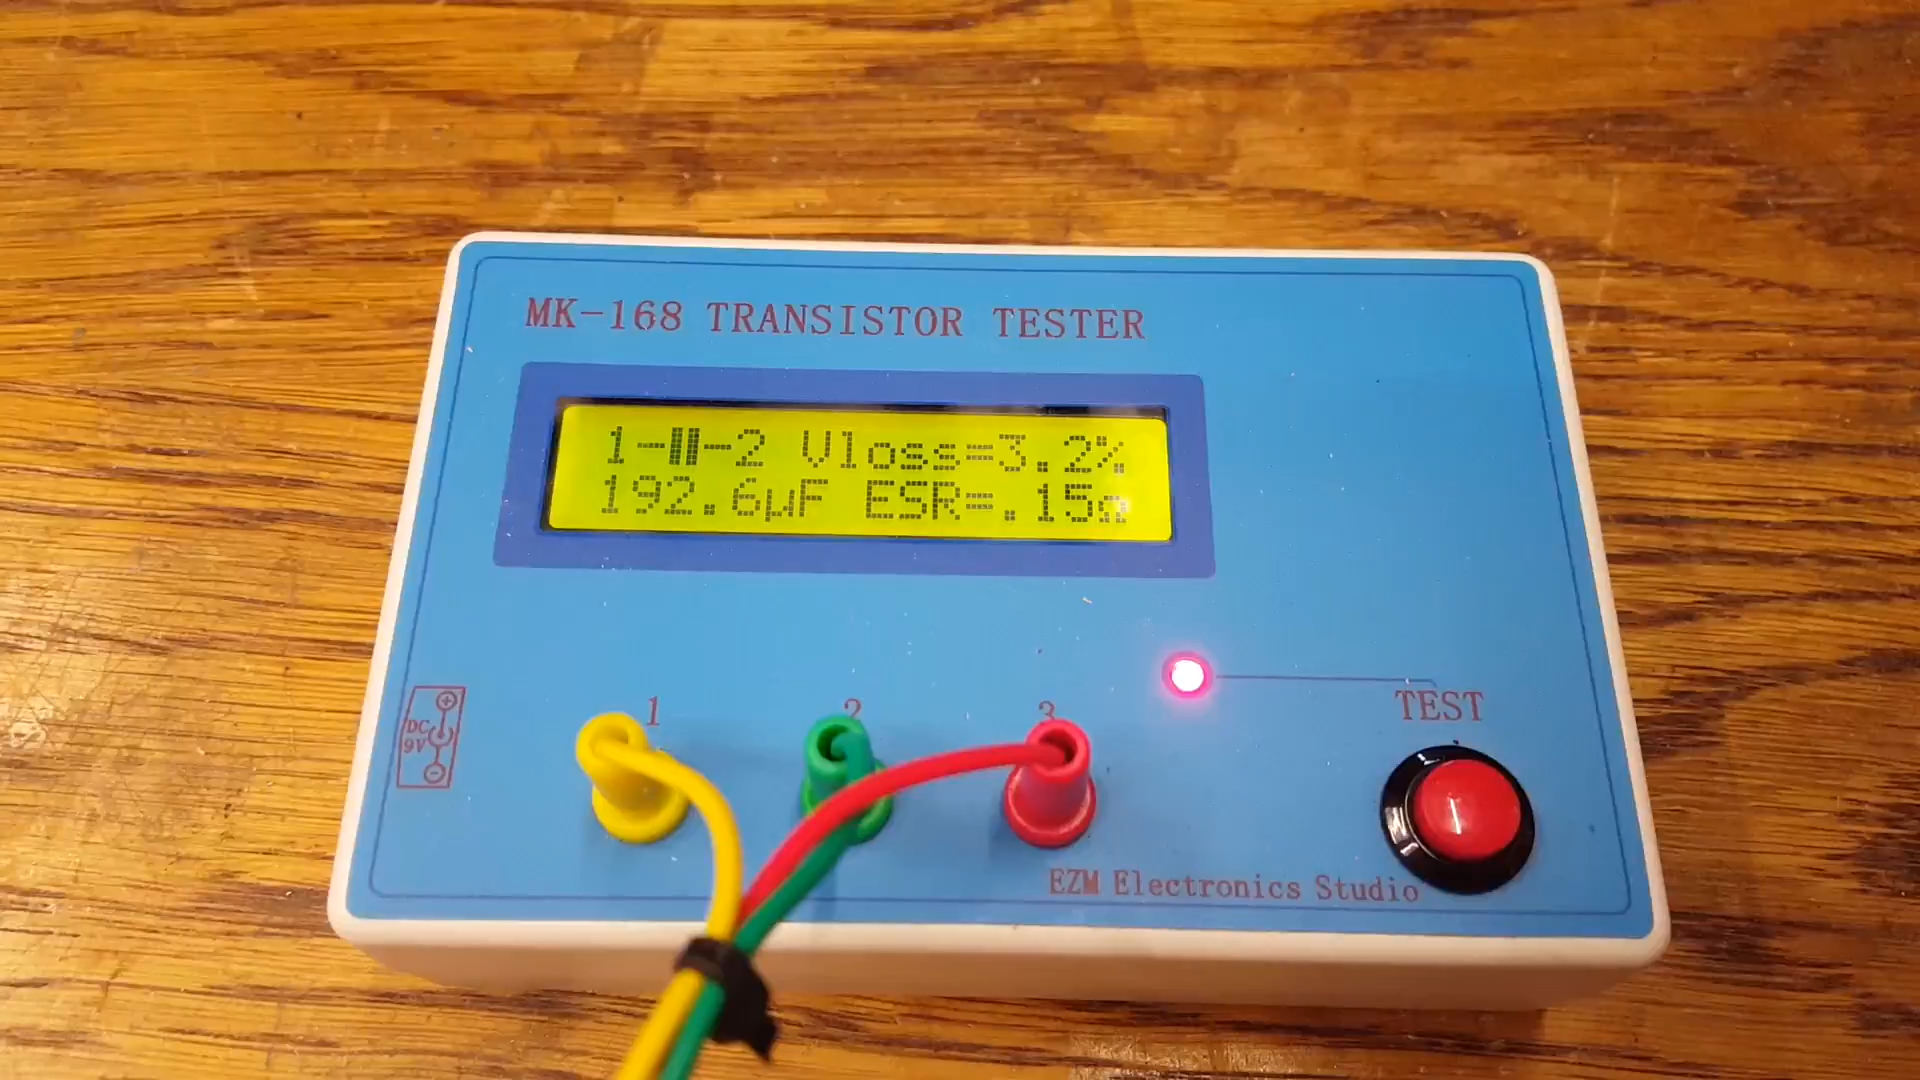 MK-168 TRANSISTOR TESTER
1-||-2 Vloss=3.2%
192.6µF ESR=.15Ω
1 2 3
TEST
DC
9V
EZM Electronics Studio